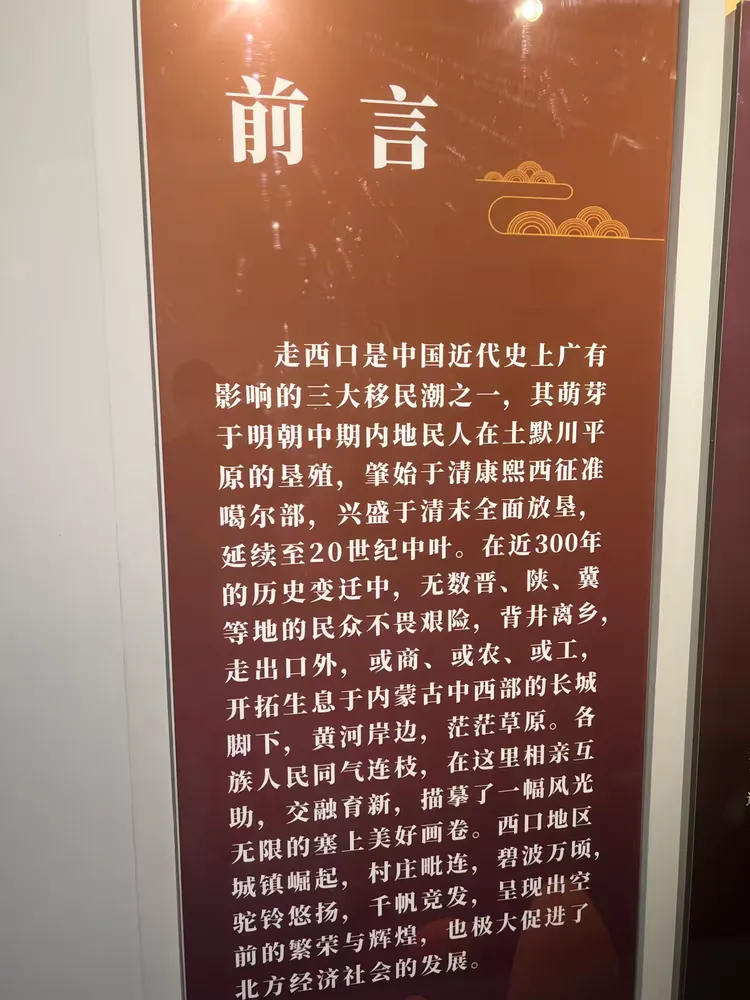 前言
走西口是中国近代史上广有
影响的三大移民潮之一，其萌芽
于明朝中期内地民人在土默川平
原的垦殖，肇始于清康熙西征准
噶尔部，兴盛于清末全面放垦，
延续至20世纪中叶。在近300年
的历史变迁中，无数晋、陕、冀
等地的民众不畏艰险，背井离乡，
走出口外，或商、或农、或工，
开拓生息于内蒙古中西部的长城
脚下，黄河岸边，茫茫草原。各
族人民同气连枝，在这里相亲互
助，交融育新，描摹了一幅风光
无限的塞上美好画卷。西口地区
城镇崛起，村庄毗连，碧波万顷，
驼铃悠扬，千帆竞发，呈现出空
前的繁荣与辉煌，也极大促进了
北方经济社会的发展。